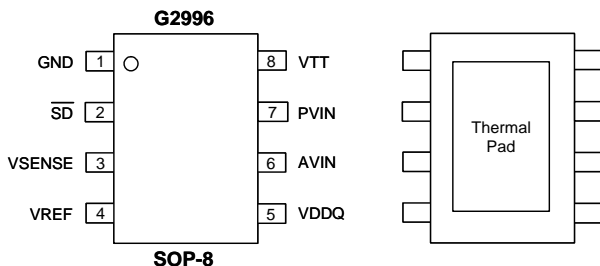 G2996
GND 1 8 VTT
SD 2 7 PVIN
VSENSE 3 6 AVIN
VREF 4 5 VDDQ
SOP-8
Thermal
Pad